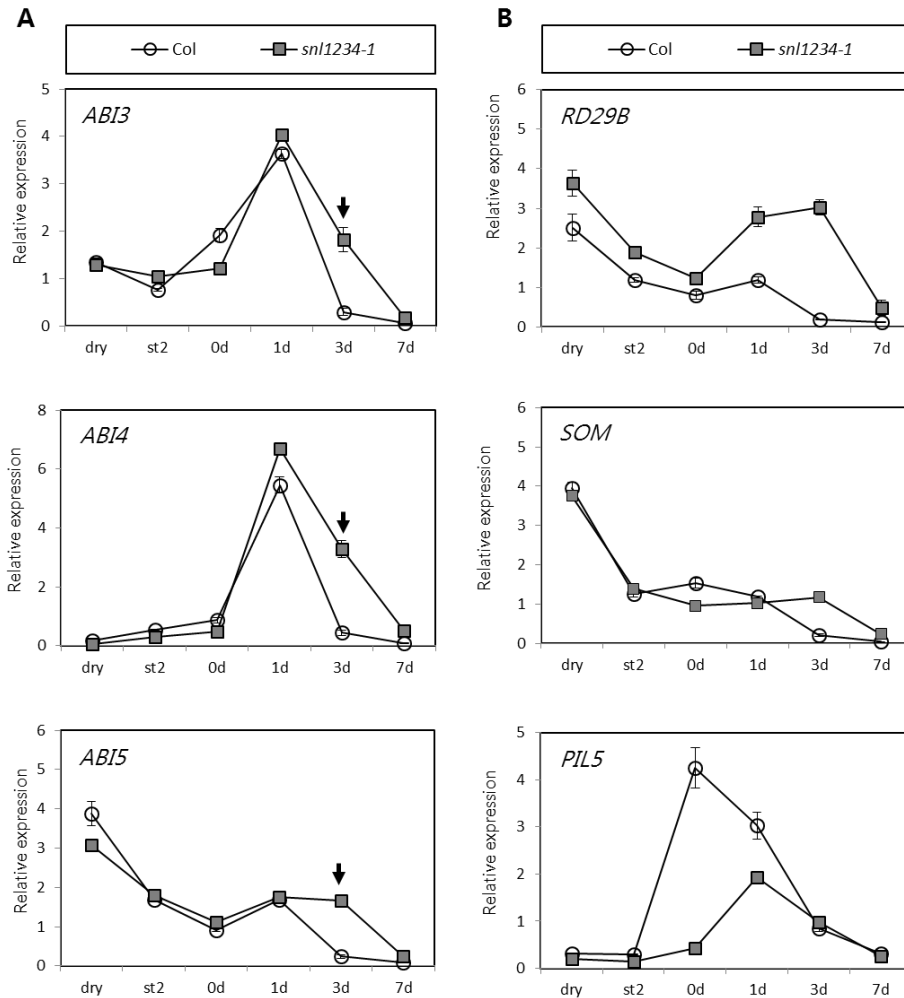 A
B
Col snl1234-1
Col snl1234-1
ABI3
Relative expression
5
4
3
2
1
0
dry st2 0d 1d 3d 7d
RD29B
Relative expression
6
5
4
3
2
1
0
dry st2 0d 1d 3d 7d
ABI4
Relative expression
8
6
4
2
0
dry st2 0d 1d 3d 7d
SOM
Relative expression
6
5
4
3
2
1
0
dry st2 0d 1d 3d 7d
ABI5
Relative expression
6
5
4
3
2
1
0
dry st2 0d 1d 3d 7d
PIL5
Relative expression
5
4
3
2
1
0
dry st2 0d 1d 3d 7d